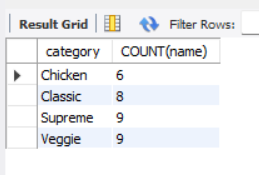 Result Grid Filter Rows:
category COUNT(name)
Chicken 6
Classic 8
Supreme 9
Veggie 9